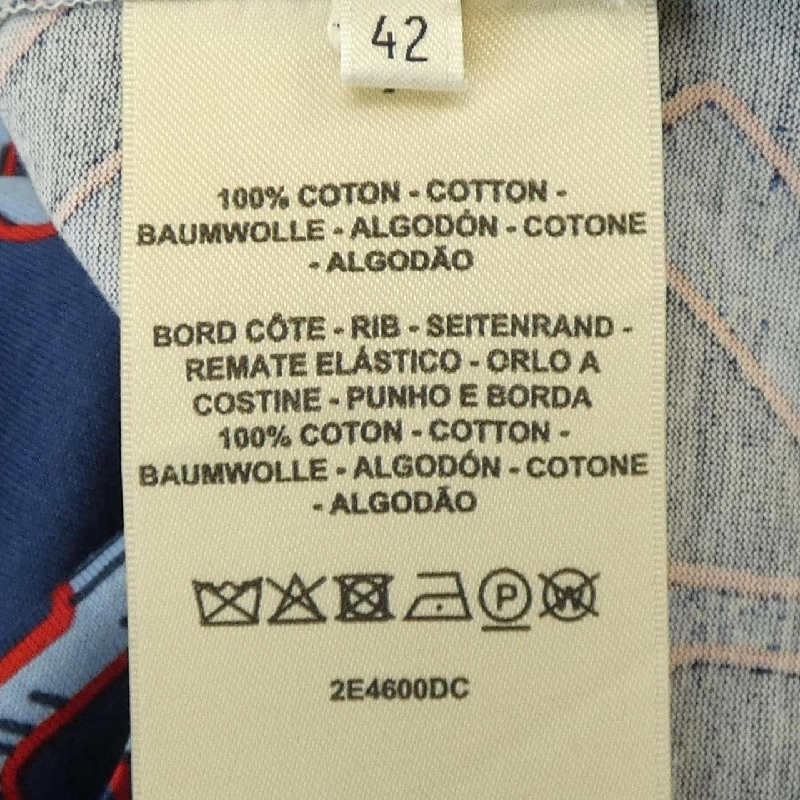 42
100% COTON - COTTON -
BAUMWOLLE - ALGODÓN - COTONE
- ALGODÃO
BORD CÔTE - RIB - SEITENRAND -
REMATE ELÁSTICO - ORLO A
COSTINE - PUNHO E BORDA
100% COTON - COTTON -
BAUMWOLLE - ALGODÓN - COTONE
- ALGODÃO
P W
2E4600DC